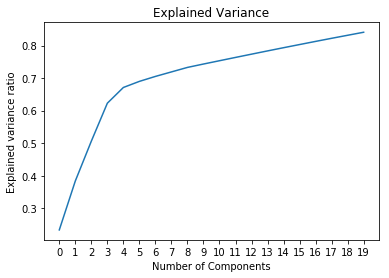 Explained Variance
Explained variance ratio
0.8
0.7
0.6
0.5
0.4
0.3
0 1 2 3 4 5 6 7 8 9 10 11 12 13 14 15 16 17 18 19
Number of Components